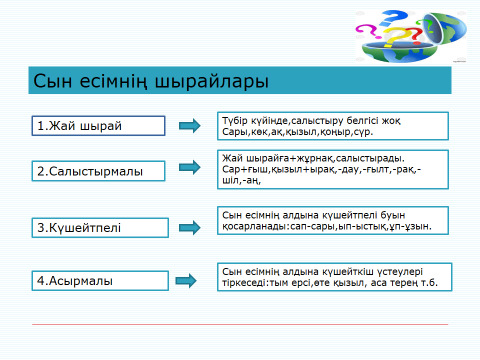 Сын есімнің шырайлары
1.Жай шырай
Түбір күйінде,салыстыру белгісі жоқ
Сары,көк,ақ,қызыл,қоңыр,сүр.
2.Салыстырмалы
Жай шырайға+жұрнақ,салыстырады.
Сар+ғыш,қызыл+ырақ,-дау,-ғылт,-рақ,-
шіл,-аң,
3.Күшейтпелі
Сын есімнің алдына күшейтпелі буын
қосарланады:сап-сары,ып-ыстық,ұп-ұзын.
4.Асырмалы
Сын есімнің алдына күшейткіш үстеулері
тіркеседі:тым ерсі,өте қызыл, аса терең т.б.